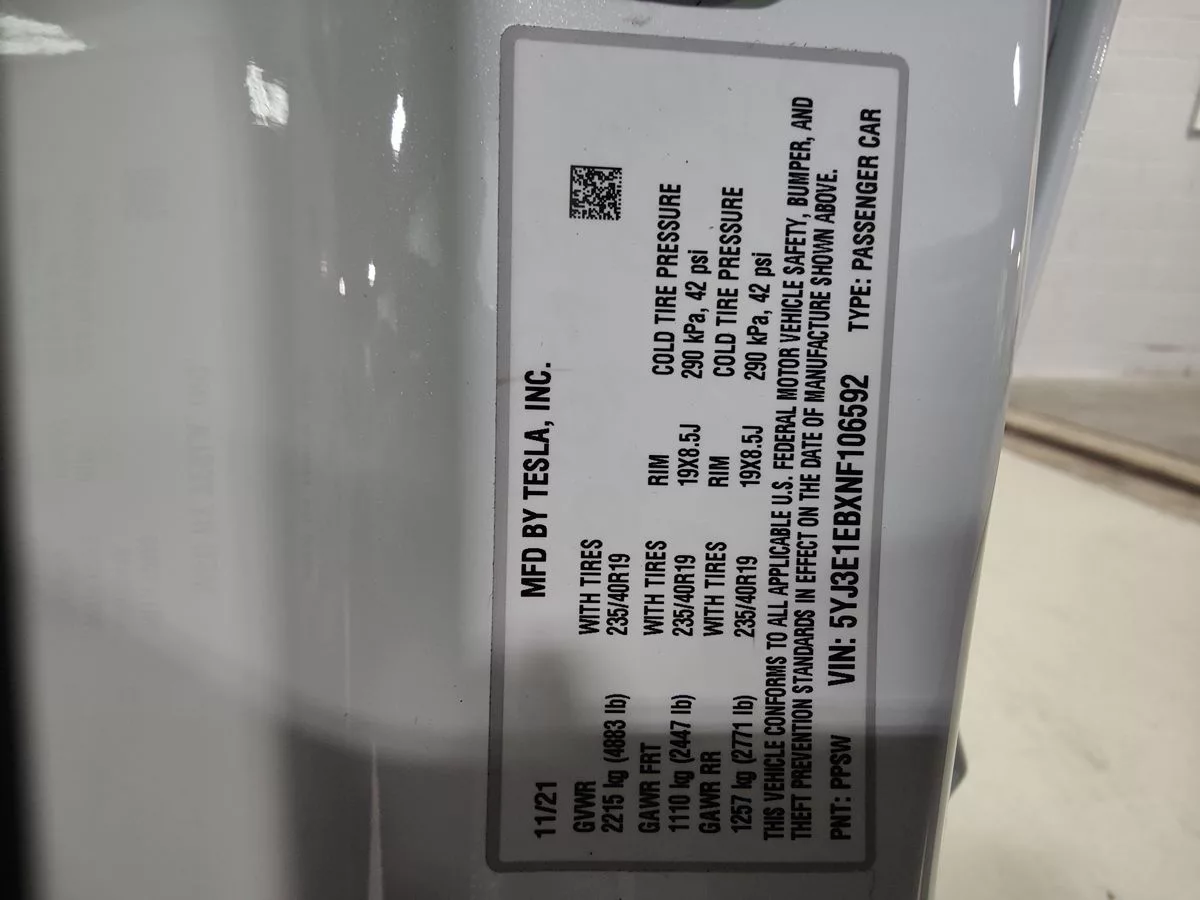 MFD BY TESLA, INC.
11/21
GVWR WITH TIRES
2215 kg (4883 lb) 235/40R19
GAWR FRT WITH TIRES RIM COLD TIRE PRESSURE
1110 kg (2447 lb) 235/40R19 19X8.5J 290 kPa, 42 psi
GAWR RR WITH TIRES RIM COLD TIRE PRESSURE
1257 kg (2771 lb) 235/40R19 19X8.5J 290 kPa, 42 psi
THIS VEHICLE CONFORMS TO ALL APPLICABLE U.S. FEDERAL MOTOR VEHICLE SAFETY, BUMPER, AND
THEFT PREVENTION STANDARDS IN EFFECT ON THE DATE OF MANUFACTURE SHOWN ABOVE.
PNT: PPSW VIN: 5YJ3E1EBXNF106592 TYPE: PASSENGER CAR